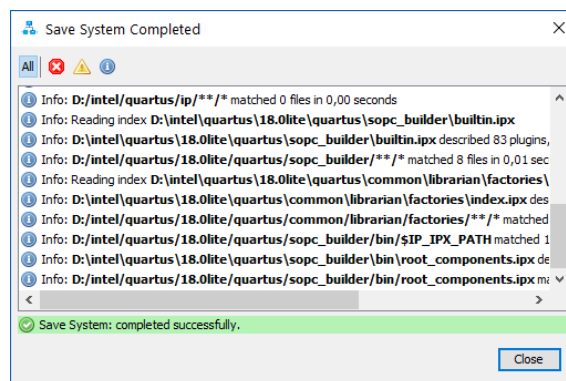 Save System Completed
All
Info: D:/intel/quartus/ip/**/* matched 0 files in 0,00 seconds
Info: Reading index D:\intel\quartus\18.0lite\quartus\sopc_builder\builtin.ipx
Info: D:\intel\quartus\18.0lite\quartus\sopc_builder\builtin.ipx described 83 plugins,
Info: D:/intel/quartus/18.0lite/quartus/sopc_builder/**/* matched 8 files in 0,01 sec
Info: Reading index D:\intel\quartus\18.0lite\quartus\common\librarian\factories\
Info: D:\intel\quartus\18.0lite\quartus\common\librarian\factories\index.ipx des
Info: D:/intel/quartus/18.0lite/quartus/common/librarian/factories/**/* matched
Info: D:/intel/quartus/18.0lite/quartus/sopc_builder/bin/$IP_IPX_PATH matched 1
Info: D:\intel\quartus\18.0lite\quartus\sopc_builder\bin\root_components.ipx de
Info: D:/intel/quartus/18.0lite/quartus/sopc_builder/bin/root_components.ipx ma
Save System: completed successfully.
Close